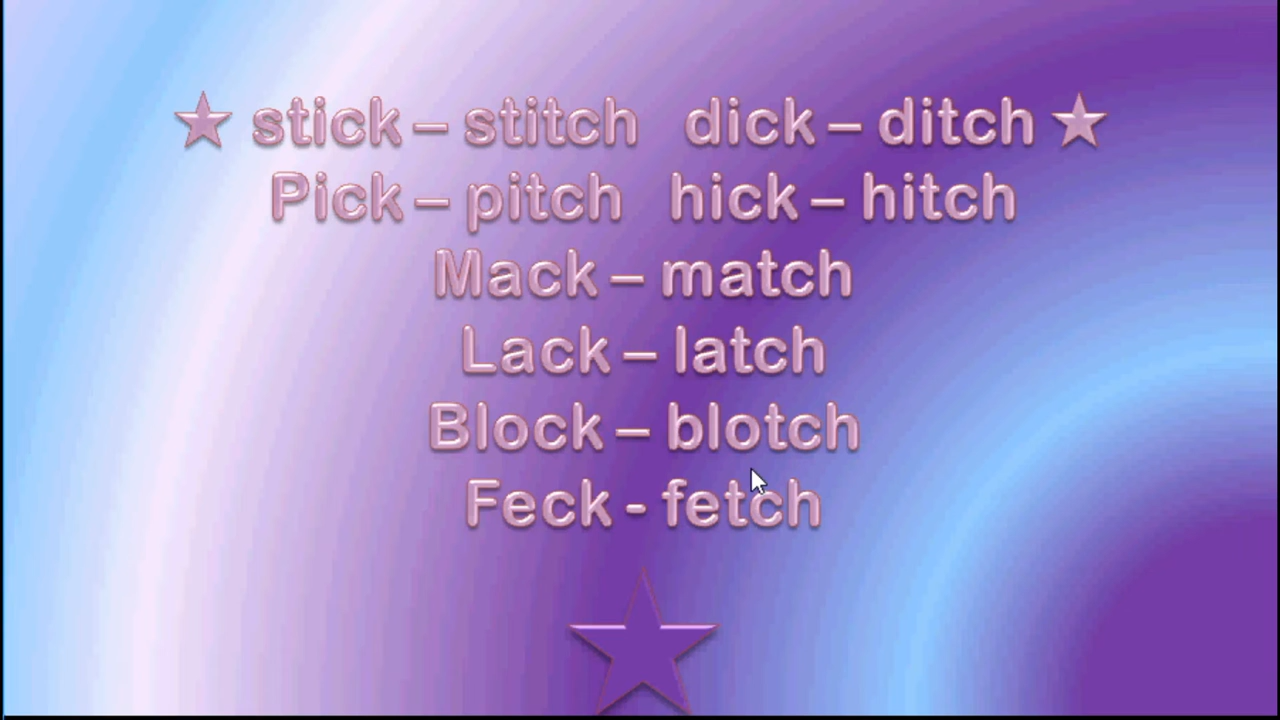 stick – stitch dick – ditch
Pick – pitch hick – hitch
Mack – match
Lack – latch
Block – blotch
Feck - fetch